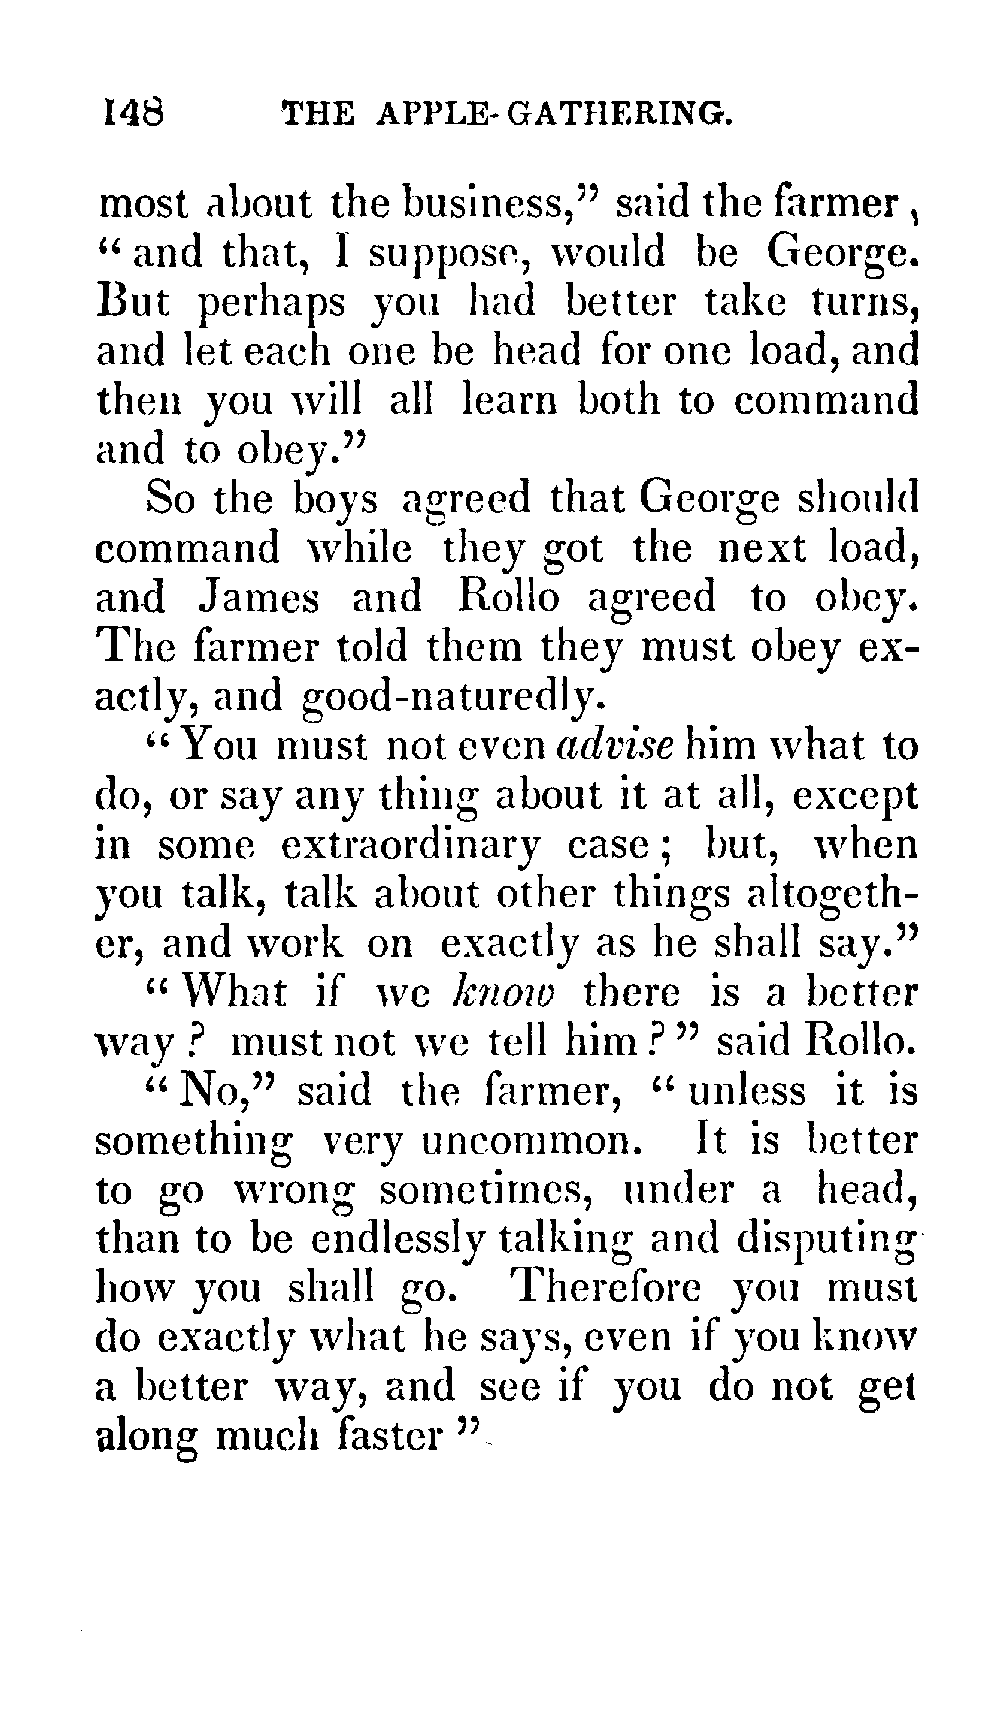 148 THE APPLE-GATHERING.
most about the business,” said the farmer,
“ and that, I suppose, would be George.
But perhaps you had better take turns,
and let each one be head for one load, and
then you will all learn both to command
and to obey.”
So the boys agreed that George should
command while they got the next load,
and James and Rollo agreed to obey.
The farmer told them they must obey ex-
actly, and good-naturedly.
“ You must not even advise him what to
do, or say any thing about it at all, except
in some extraordinary case ; but, when
you talk, talk about other things altogeth-
er, and work on exactly as he shall say.”
“ What if we know there is a better
way ? must not we tell him ? ” said Rollo.
“ No,” said the farmer, “ unless it is
something very uncommon. It is better
to go wrong sometimes, under a head,
than to be endlessly talking and disputing
how you shall go. Therefore you must
do exactly what he says, even if you know
a better way, and see if you do not get
along much faster ”